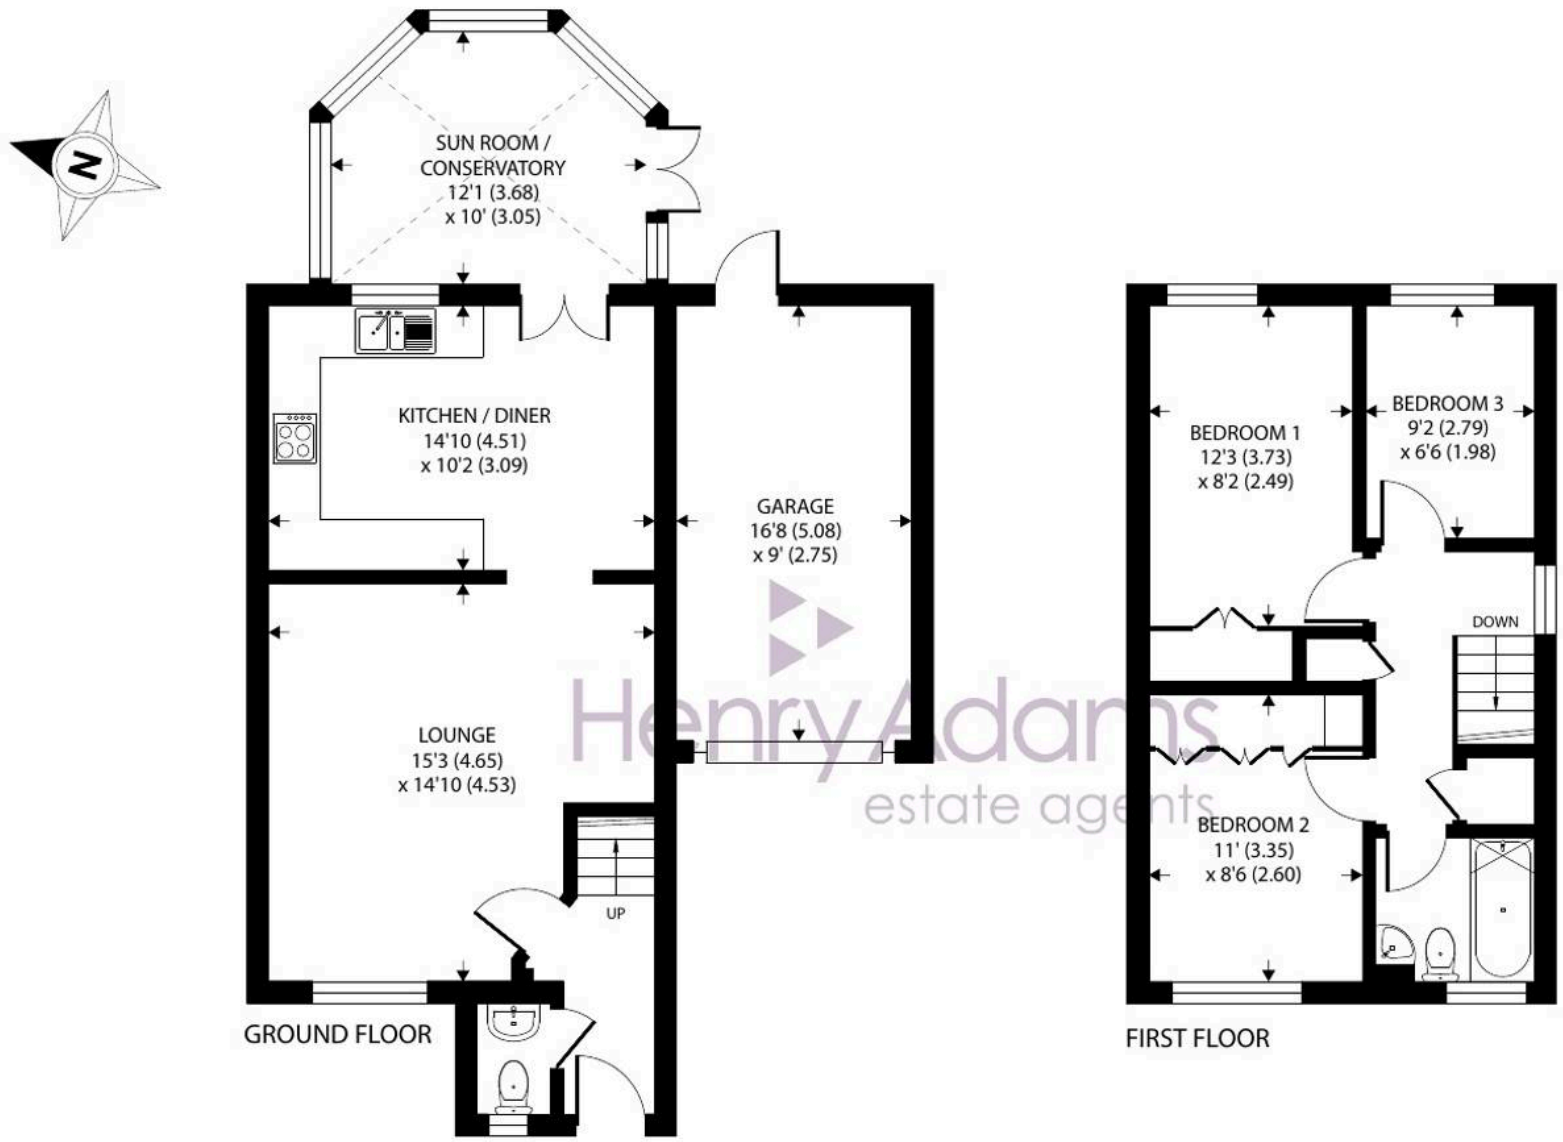 N
SUN ROOM /
CONSERVATORY
12'1 (3.68)
x 10' (3.05)
KITCHEN / DINER
14'10 (4.51)
x 10'2 (3.09)
GARAGE
16'8 (5.08)
x 9' (2.75)
LOUNGE
15'3 (4.65)
x 14'10 (4.53)
UP
GROUND FLOOR
BEDROOM 1
12'3 (3.73)
x 8'2 (2.49)
BEDROOM 3
9'2 (2.79)
x 6'6 (1.98)
DOWN
BEDROOM 2
11' (3.35)
x 8'6 (2.60)
FIRST FLOOR
HenryAdams
estate agents